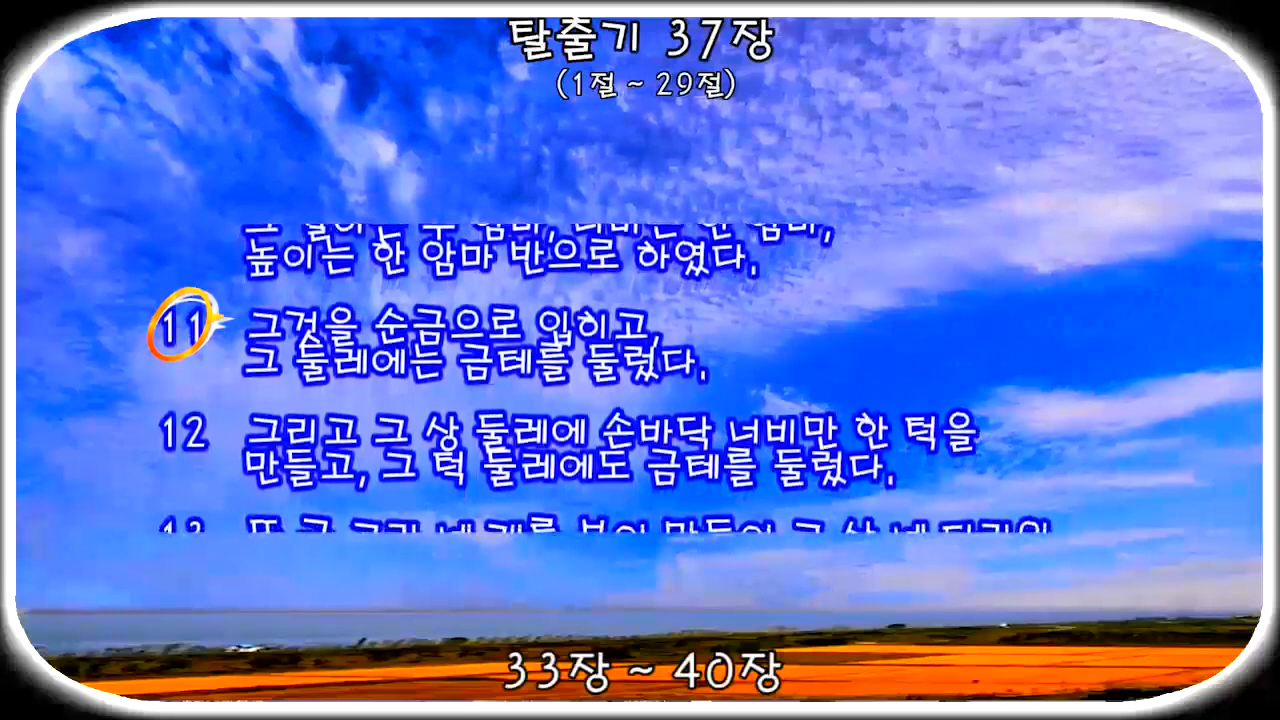 탈출기 37장
(1절 ~ 29절)
높이는 한 암마 반으로 하였다.
11 그것을 순금으로 입히고,
그 둘레에는 금테를 둘렀다.
12 그리고 그 상 둘레에 손바닥 너비만 한 턱을
만들고, 그 턱 둘레에도 금테를 둘렀다.
33장 ~ 40장